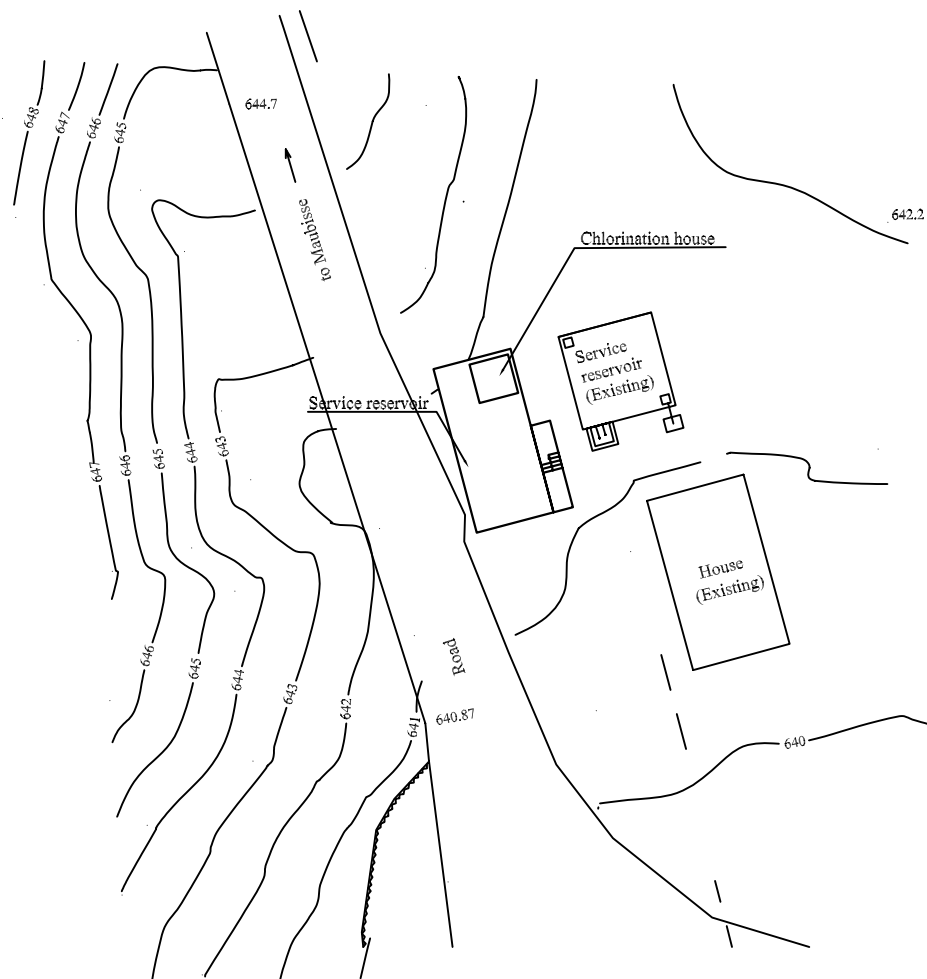 644.7
648
647
646
645
to Maubisse
642.2
Chlorination house
Service
reservoir
(Existing)
Service reservoir
647
646
645
644
643
House
(Existing)
646
645
644
643
642
641
Road
640.87
640